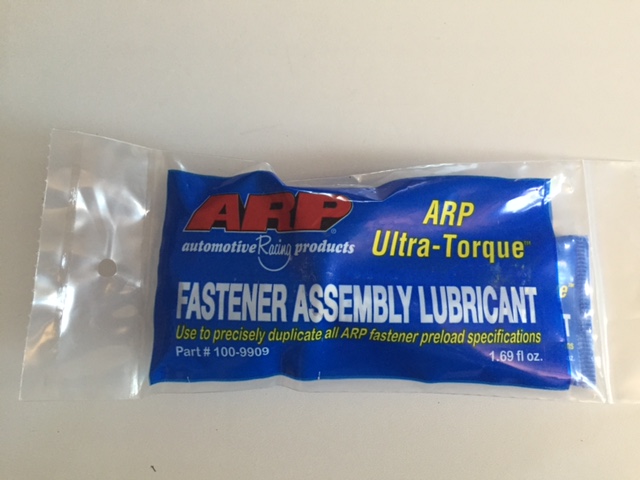 ARP
automotive Racing products
ARP
Ultra-Torque™
FASTENER ASSEMBLY LUBRICANT
Use to precisely duplicate all ARP fastener preload specifications
Part # 100-9909
1.69 fl oz.